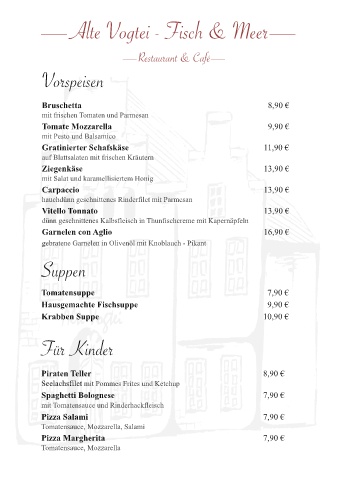 Alte Vogtei - Fisch & Meer
Restaurant & Café
Vorspeisen
Bruschetta 8,90 €
mit frischen Tomaten und Parmesan
Tomate Mozzarella 9,90 €
mit Pesto und Balsamico
Gratinierter Schafskäse 11,90 €
auf Blattsalaten mit frischen Kräutern
Ziegenkäse 13,90 €
mit Salat und karamellisiertem Honig
Carpaccio 13,90 €
hauchdünn geschnittenes Rinderfilet mit Parmesan
Vitello Tonnato 13,90 €
dünn geschnittenes Kalbsfleisch in Thunfischcreme mit Kapernäpfeln
Garnelen con Aglio 16,90 €
gebratene Garnelen in Olivenöl mit Knoblauch - Pikant
Suppen
Tomatensuppe 7,90 €
Hausgemachte Fischsuppe 9,90 €
Krabben Suppe 10,90 €
Für Kinder
Piraten Teller 8,90 €
Seelachsfilet mit Pommes Frites und Ketchup
Spaghetti Bolognese 7,90 €
mit Tomatensauce und Rinderhackfleisch
Pizza Salami 7,90 €
Tomatensauce, Mozzarella, Salami
Pizza Margherita 7,90 €
Tomatensauce, Mozzarella